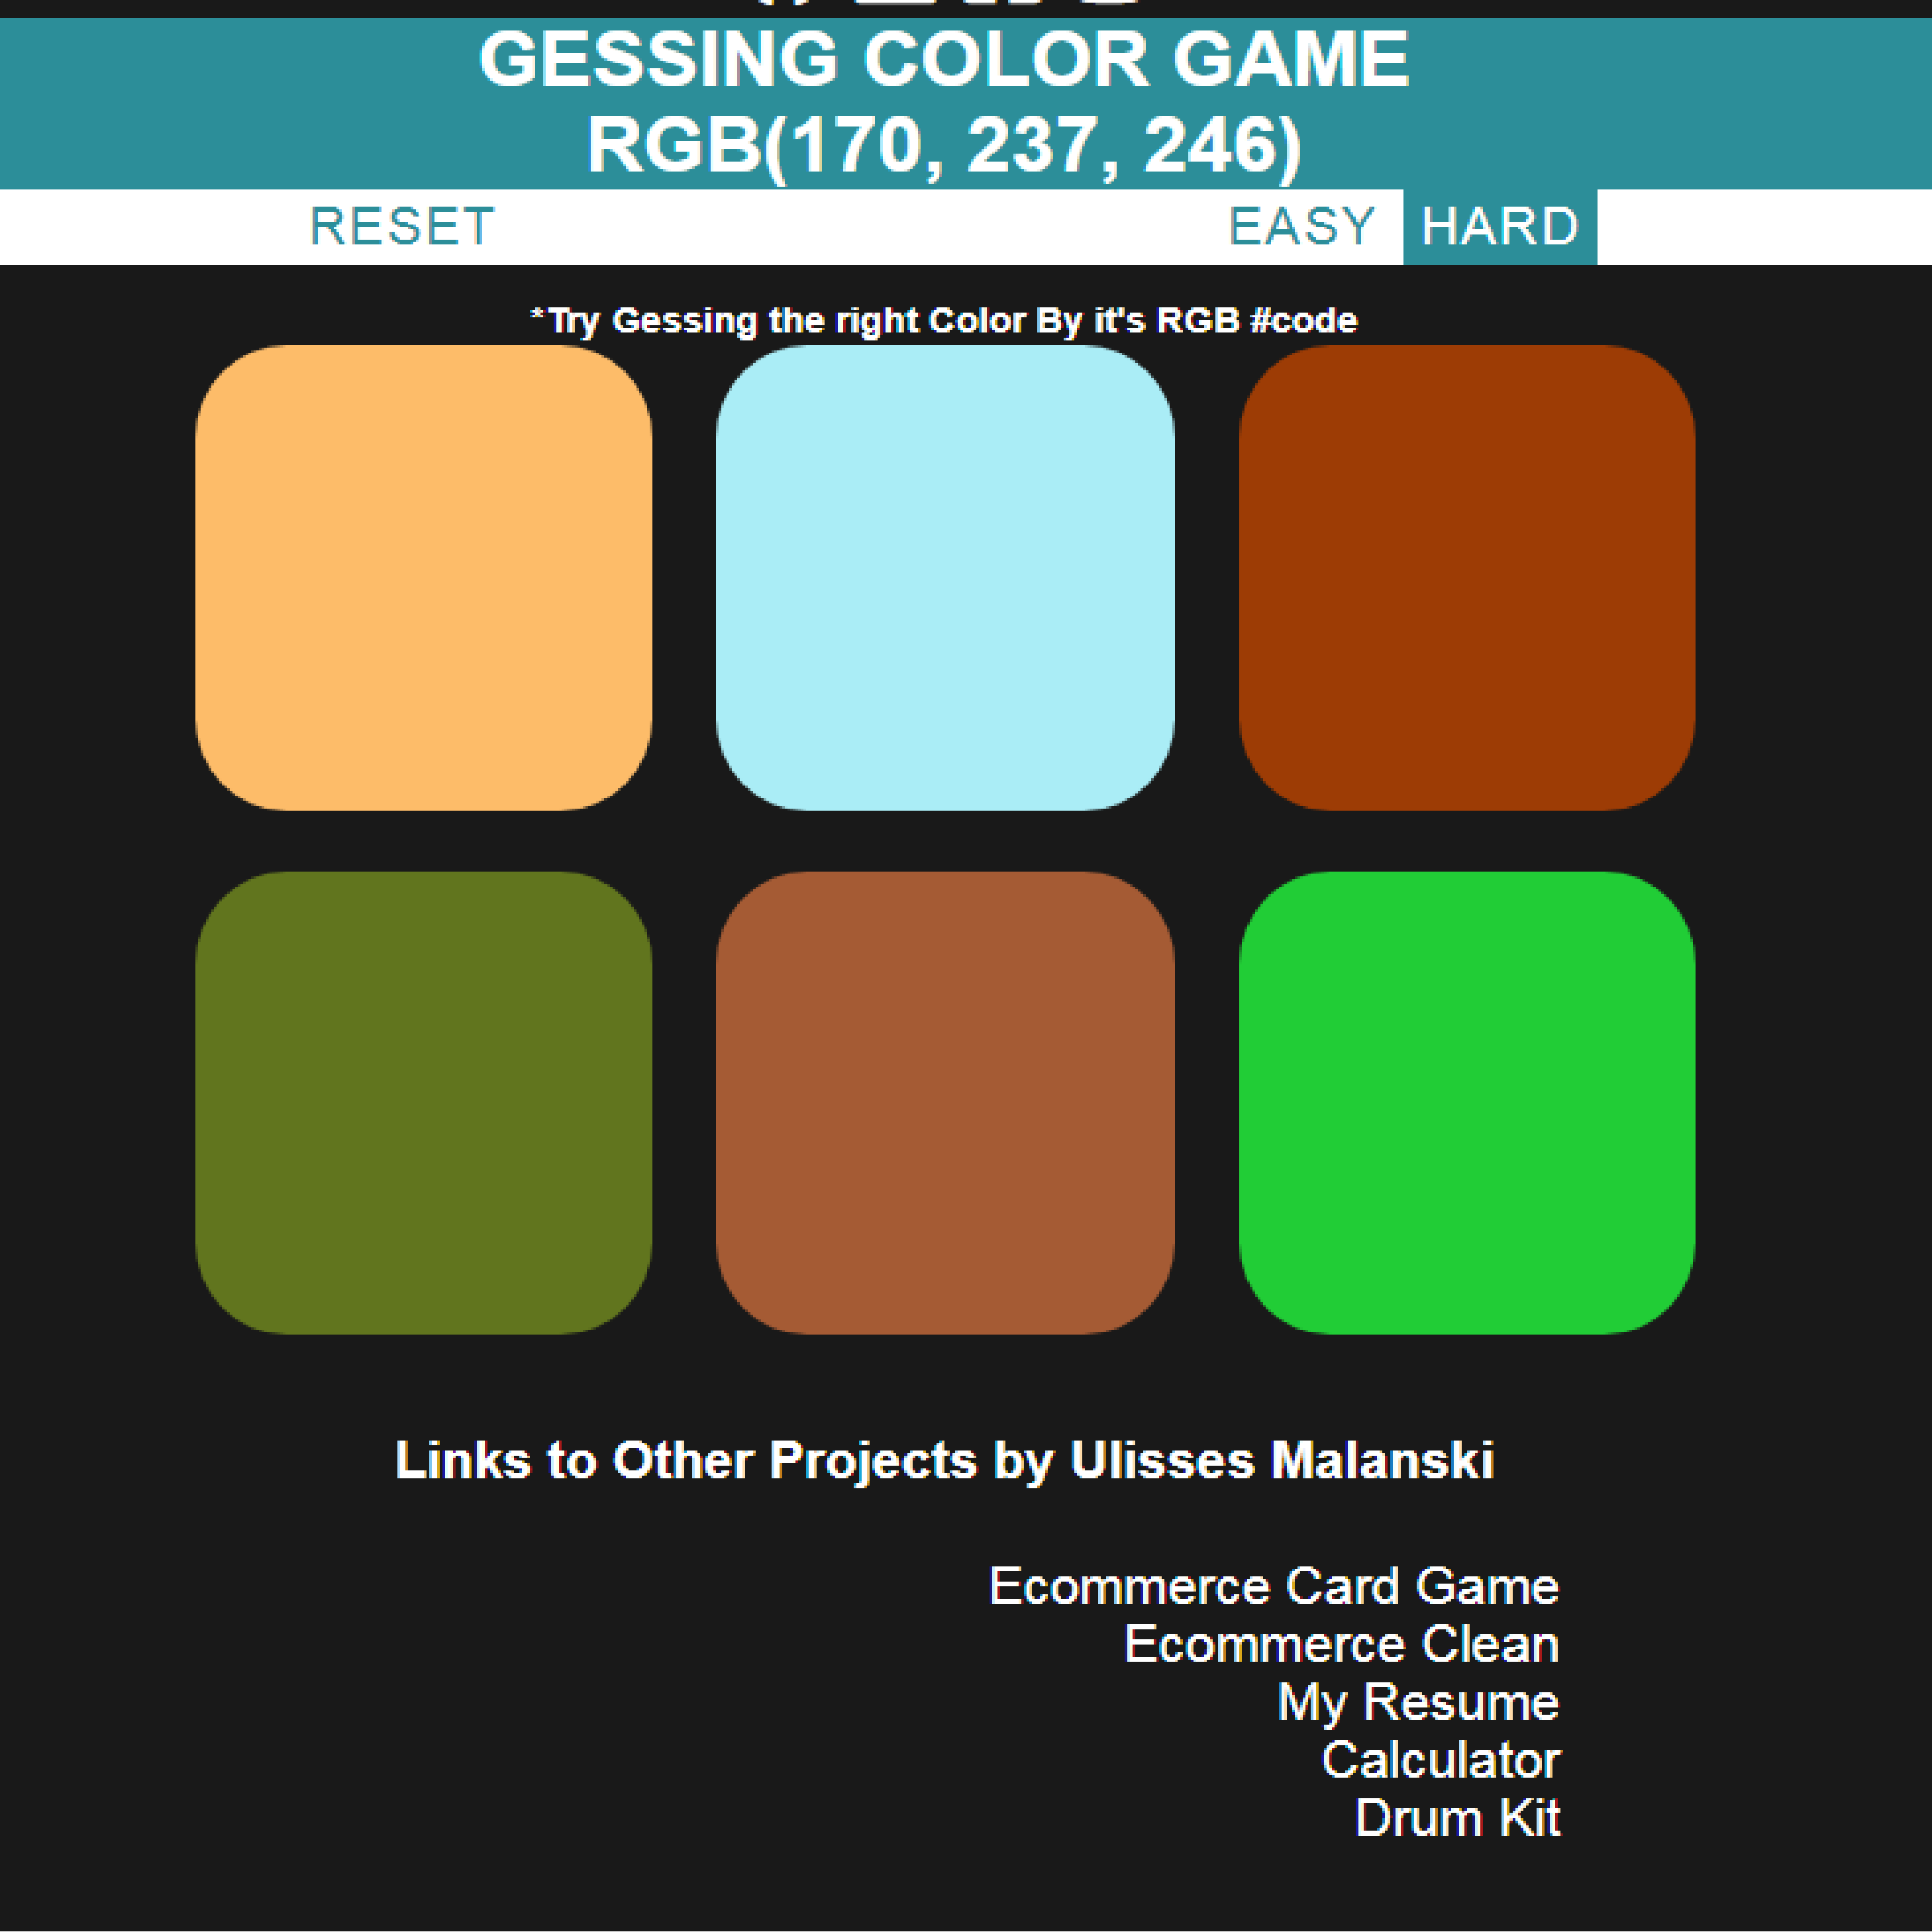 GESSING COLOR GAME
RGB(170, 237, 246)
RESET EASY HARD
*Try Gessing the right Color By it's RGB #code
Links to Other Projects by Ulisses Malanski
Ecommerce Card Game
Ecommerce Clean
My Resume
Calculator
Drum Kit